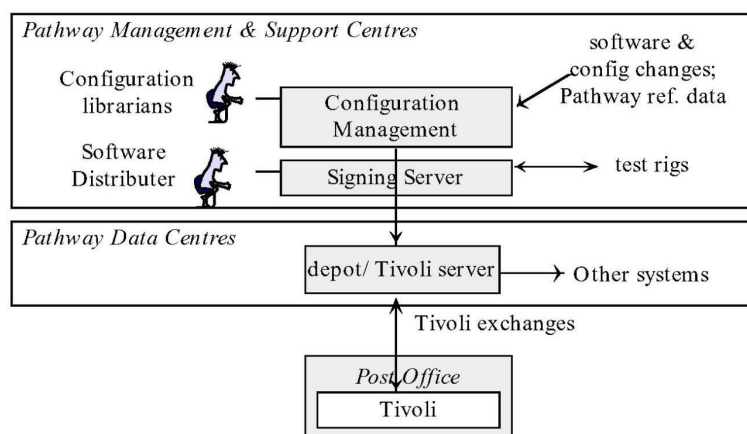 Pathway Management & Support Centres
software &
config changes;
Pathway ref. data
Configuration
librarians
Configuration
Management
Software
Distributer
Signing Server
test rigs
Pathway Data Centres
depot/ Tivoli server
Other systems
Tivoli exchanges
Post Office
Tivoli